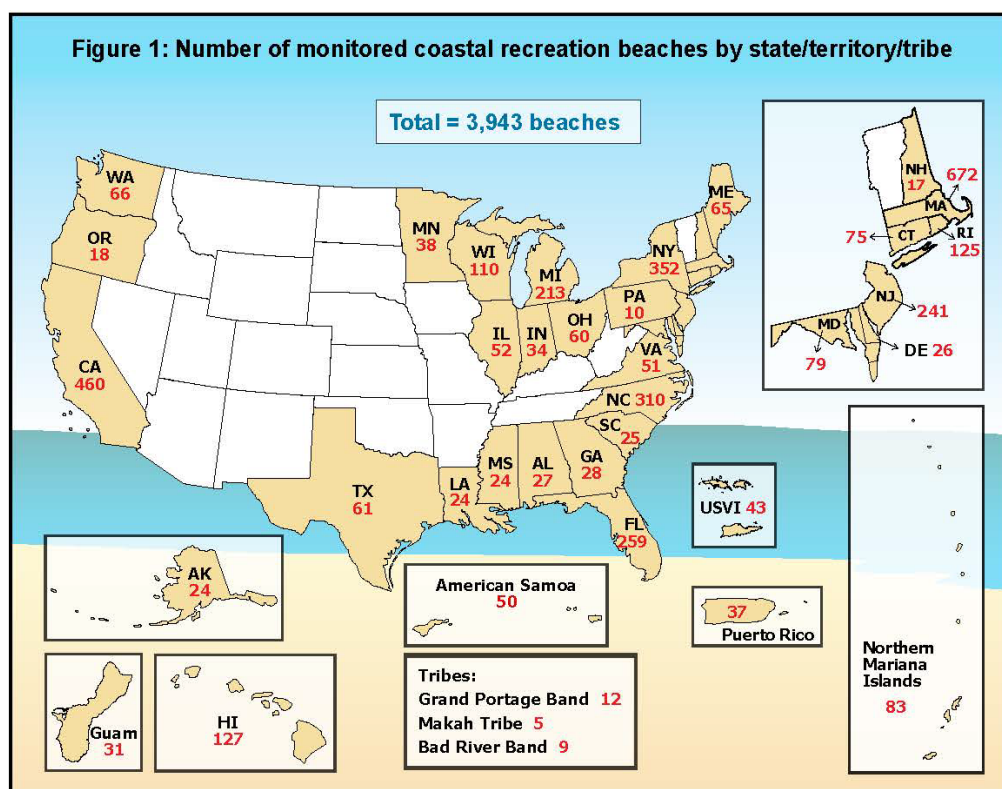 Figure 1: Number of monitored coastal recreation beaches by state/territory/tribe
Total = 3,943 beaches
WA
66
OR
18
CA
460
MN
38
WI
110
MI
213
IL
52
IN
34
OH
60
PA
10
NY
352
ME
65
VA
51
NC 310
SC
25
GA
28
AL
27
MS
24
LA
24
TX
61
FL
259
NH
17
672
MA
75
CT
RI
125
NJ
241
MD
79
DE 26
USVI 43
AK
24
American Samoa
50
37
Puerto Rico
Northern
Mariana
Islands
83
Guam
31
HI
127
Tribes:
Grand Portage Band 12
Makah Tribe 5
Bad River Band 9